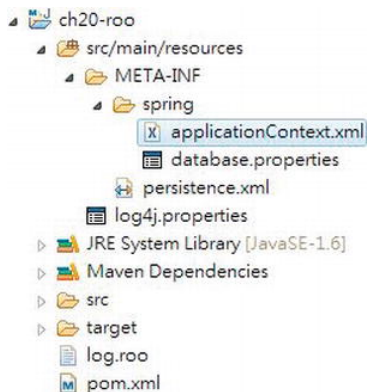 ch20-roo
src/main/resources
META-INF
spring
applicationContext.xml
database.properties
persistence.xml
log4j.properties
JRE System Library [JavaSE-1.6]
Maven Dependencies
src
target
log.roo
pom.xml